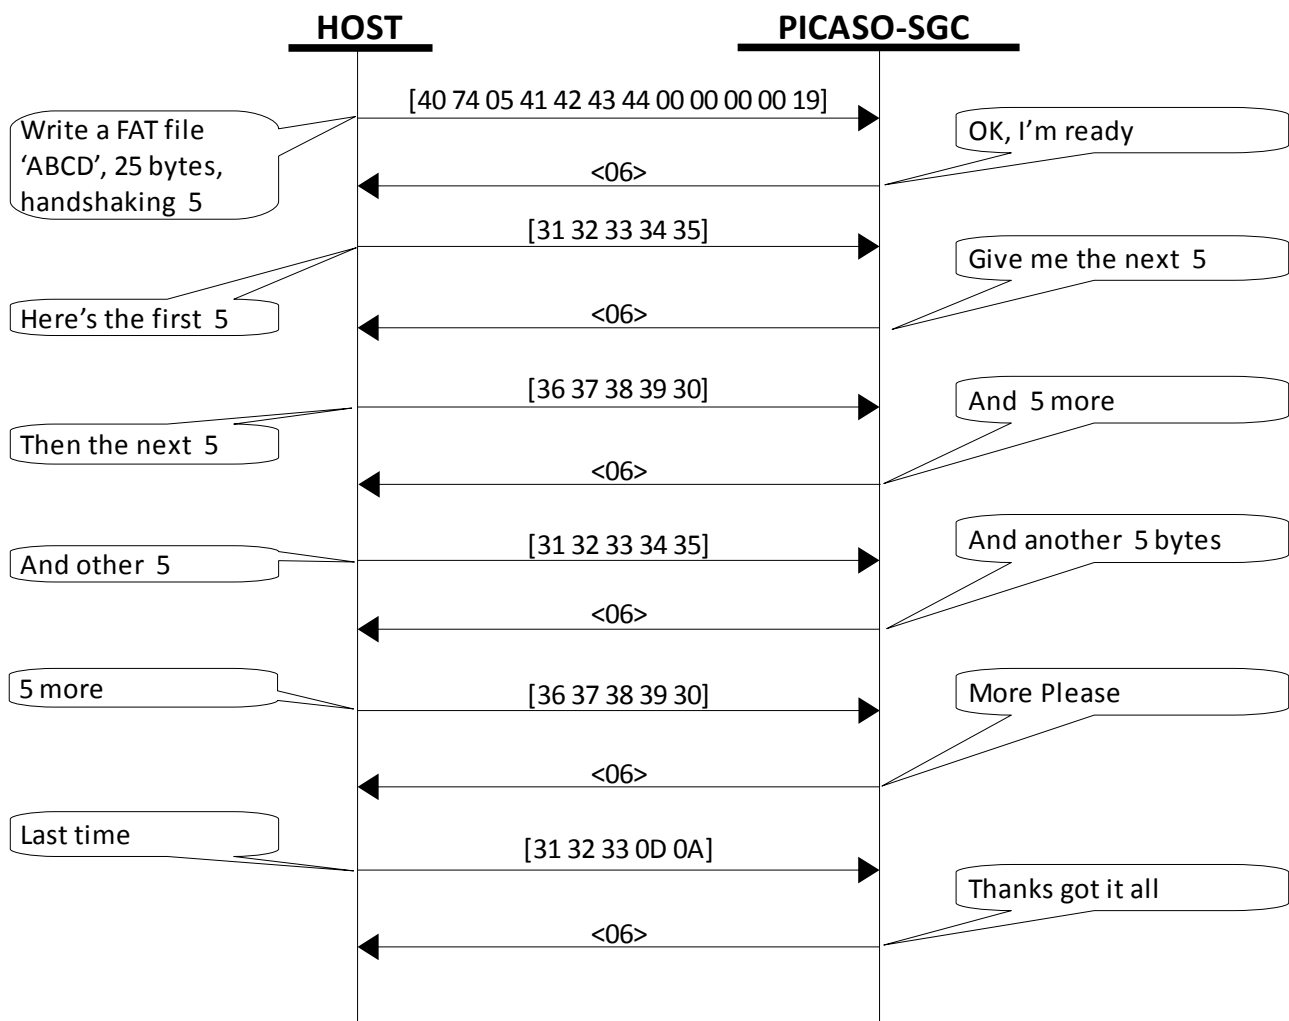 HOST
PICASO-SGC
[40 74 05 41 42 43 44 00 00 00 00 19]
Write a FAT file
‘ABCD’, 25 bytes,
handshaking 5
OK, I’m ready
<06>
[31 32 33 34 35]
Here’s the first 5
Give me the next 5
<06>
[36 37 38 39 30]
Then the next 5
And 5 more
<06>
[31 32 33 34 35]
And other 5
And another 5 bytes
<06>
5 more
[36 37 38 39 30]
More Please
<06>
Last time
[31 32 33 0D 0A]
Thanks got it all
<06>